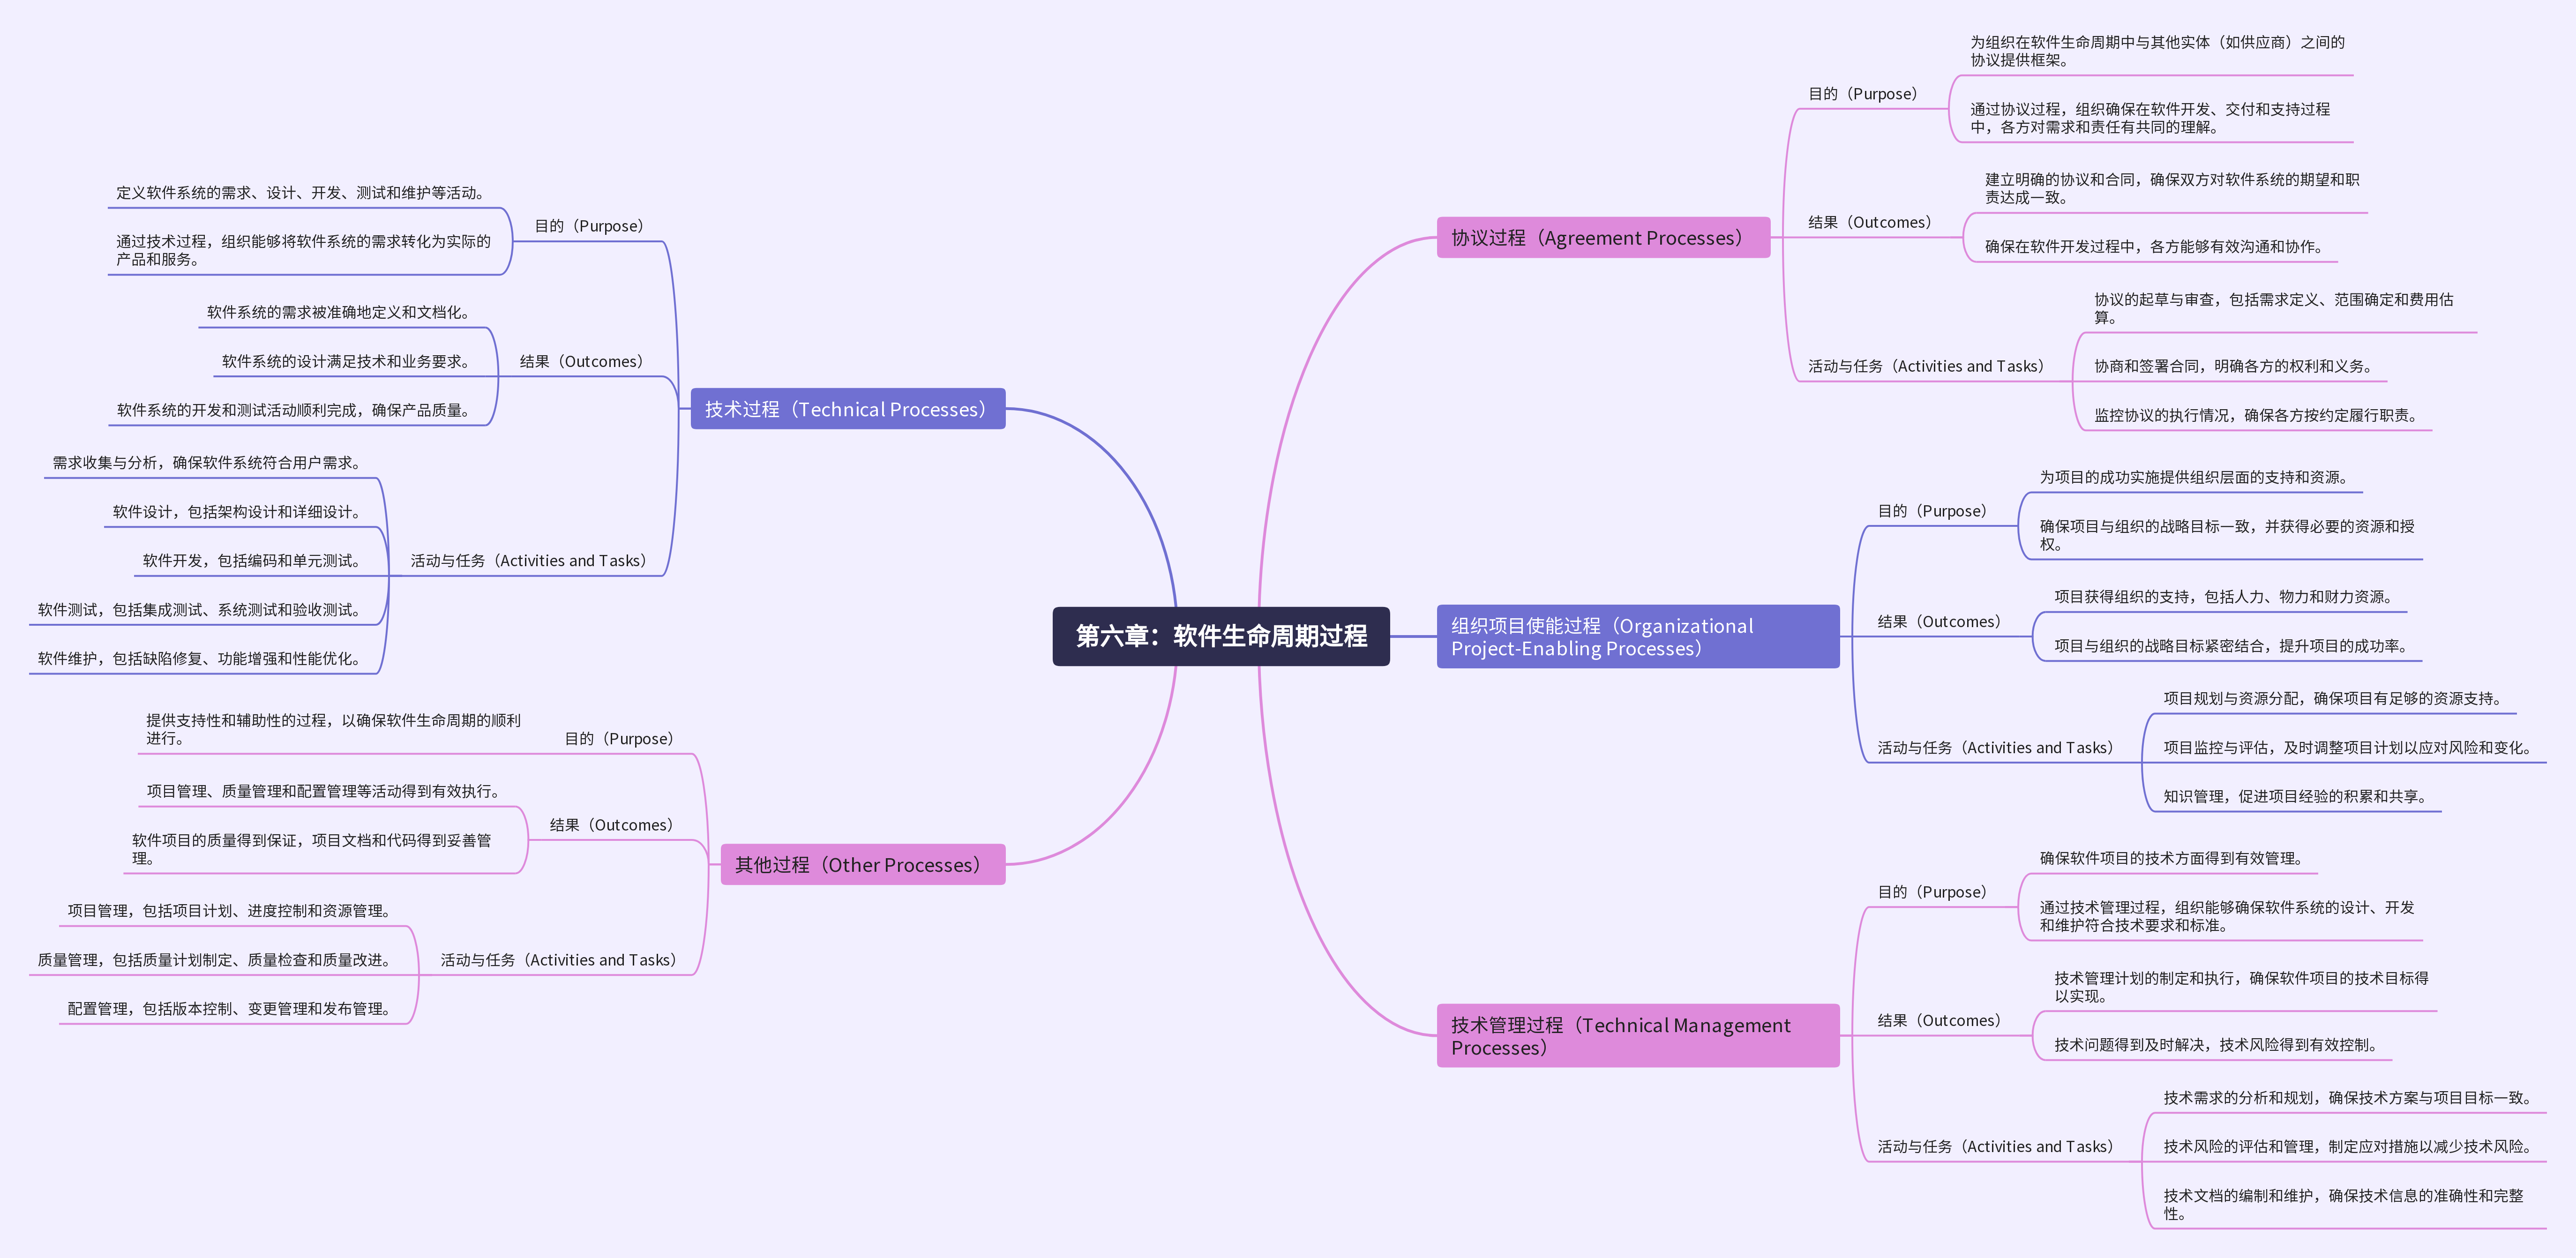 第六章：软件生命周期过程
协议过程（Agreement Processes）
目的（Purpose）
为组织在软件生命周期中与其他实体（如供应商）之间的
协议提供框架。
通过协议过程，组织确保在软件开发、交付和支持过程
中，各方对需求和责任有共同的理解。
结果（Outcomes）
建立明确的协议和合同，确保双方对软件系统的期望和职
责达成一致。
确保在软件开发过程中，各方能够有效沟通和协作。
活动与任务（Activities and Tasks）
协议的起草与审查，包括需求定义、范围确定和费用估
算。
协商和签署合同，明确各方的权利和义务。
监控协议的执行情况，确保各方按约定履行职责。
组织项目使能过程（Organizational
Project-Enabling Processes）
目的（Purpose）
为项目的成功实施提供组织层面的支持和资源。
确保项目与组织的战略目标一致，并获得必要的资源和授
权。
结果（Outcomes）
项目获得组织的支持，包括人力、物力和财力资源。
项目与组织的战略目标紧密结合，提升项目的成功率。
活动与任务（Activities and Tasks）
项目规划与资源分配，确保项目有足够的资源支持。
项目监控与评估，及时调整项目计划以应对风险和变化。
知识管理，促进项目经验的积累和共享。
技术管理过程（Technical Management
Processes）
目的（Purpose）
确保软件项目的技术方面得到有效管理。
通过技术管理过程，组织能够确保软件系统的设计、开发
和维护符合技术要求和标准。
结果（Outcomes）
技术管理计划的制定和执行，确保软件项目的技术目标得
以实现。
技术问题得到及时解决，技术风险得到有效控制。
活动与任务（Activities and Tasks）
技术需求的分析和规划，确保技术方案与项目目标一致。
技术风险的评估和管理，制定应对措施以减少技术风险。
技术文档的编制和维护，确保技术信息的准确性和完整
性。
技术过程（Technical Processes）
目的（Purpose）
定义软件系统的需求、设计、开发、测试和维护等活动。
通过技术过程，组织能够将软件系统的需求转化为实际的
产品和服务。
结果（Outcomes）
软件系统的需求被准确地定义和文档化。
软件系统的设计满足技术和业务要求。
软件系统的开发和测试活动顺利完成，确保产品质量。
活动与任务（Activities and Tasks）
需求收集与分析，确保软件系统符合用户需求。
软件设计，包括架构设计和详细设计。
软件开发，包括编码和单元测试。
软件测试，包括集成测试、系统测试和验收测试。
软件维护，包括缺陷修复、功能增强和性能优化。
其他过程（Other Processes）
目的（Purpose）
提供支持性和辅助性的过程，以确保软件生命周期的顺利
进行。
结果（Outcomes）
项目管理、质量管理和配置管理等活动得到有效执行。
软件项目的质量得到保证，项目文档和代码得到妥善管
理。
活动与任务（Activities and Tasks）
项目管理，包括项目计划、进度控制和资源管理。
质量管理，包括质量计划制定、质量检查和质量改进。
配置管理，包括版本控制、变更管理和发布管理。